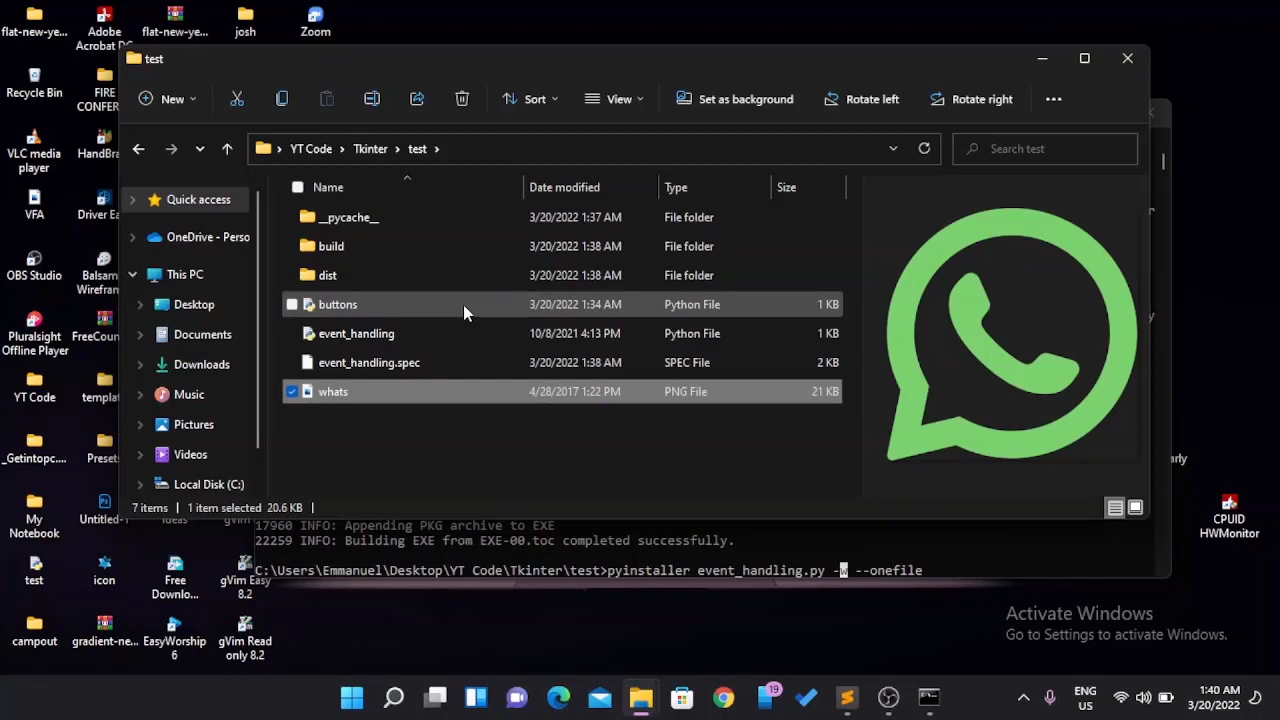 flat-new-ye...
Adobe
Acrobat DC
flat-new-ye...
josh
Zoom
test
New
Sort
View
Set as background
Rotate left
Rotate right
YT Code
Tkinter
test
Search test
Name
Date modified
Type
Size
__pycache__
3/20/2022 1:37 AM
File folder
build
3/20/2022 1:38 AM
File folder
dist
3/20/2022 1:38 AM
File folder
buttons
3/20/2022 1:34 AM
Python File
1 KB
event_handling
10/8/2021 4:13 PM
Python File
1 KB
event_handling.spec
3/20/2022 1:38 AM
SPEC File
2 KB
whats
4/28/2017 1:22 PM
PNG File
21 KB
Quick access
OneDrive - Perso
This PC
Desktop
Documents
Downloads
Music
Pictures
Videos
Local Disk (C:)
7 items
1 item selected
20.6 KB
Recycle Bin
FIRE
CONFER
VLC media
player
HandBra
VFA
Driver Ea
OBS Studio
Balsam
Wirefram
Pluralsight
Offline Player
FreeCoun
YT Code
templa
_Getintopc....
Preset
My
Notebook
Untitled-1
Ideas
gVim
test
icon
Free
Downlo...
gVim Easy
8.2
campout
gradient-ne...
EasyWorship
6
gVim Read
only 8.2
arly
CPUID
HWMonitor
17960 INFO: Appending PKG archive to EXE
22259 INFO: Building EXE from EXE-00.toc completed successfully.
C:\Users\Emmanuel\Desktop\YT Code\Tkinter\test>pyinstaller event_handling.py -w --onefile
Activate Windows
Go to Settings to activate Windows.
19
ENG
US
1:40 AM
3/20/2022